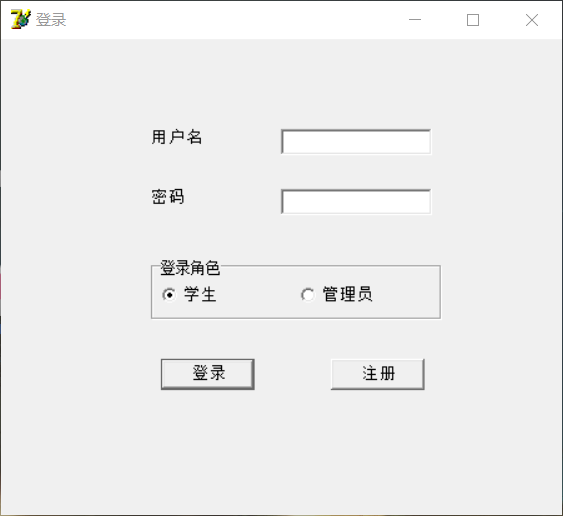 登录
用户名
密码
登录角色
学生 管理员
登录 注册